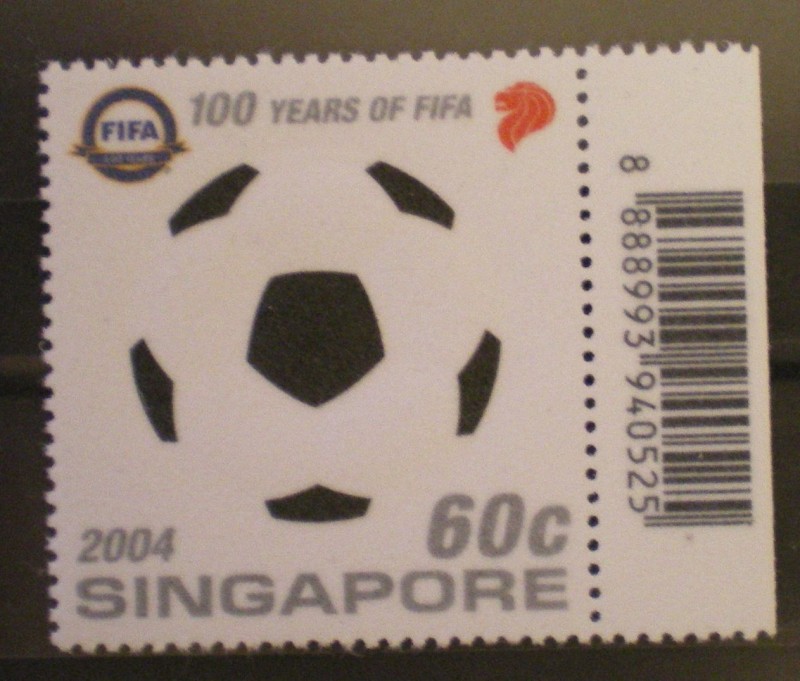 FIFA
100 YEARS OF FIFA
2004
60c
SINGAPORE
8 888993 940525